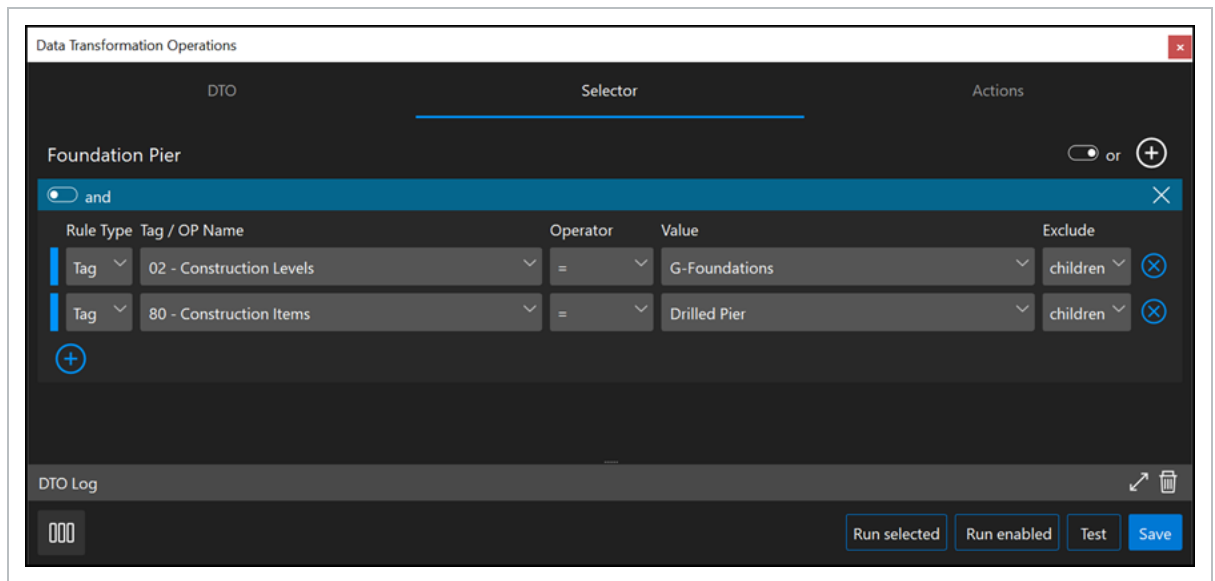 Data Transformation Operations
DTO Selector Actions
Foundation Pier or
and
Rule Type Tag / OP Name Operator Value Exclude
Tag 02 - Construction Levels = G-Foundations children
Tag 80 - Construction Items = Drilled Pier children
DTO Log
Run selected Run enabled Test Save